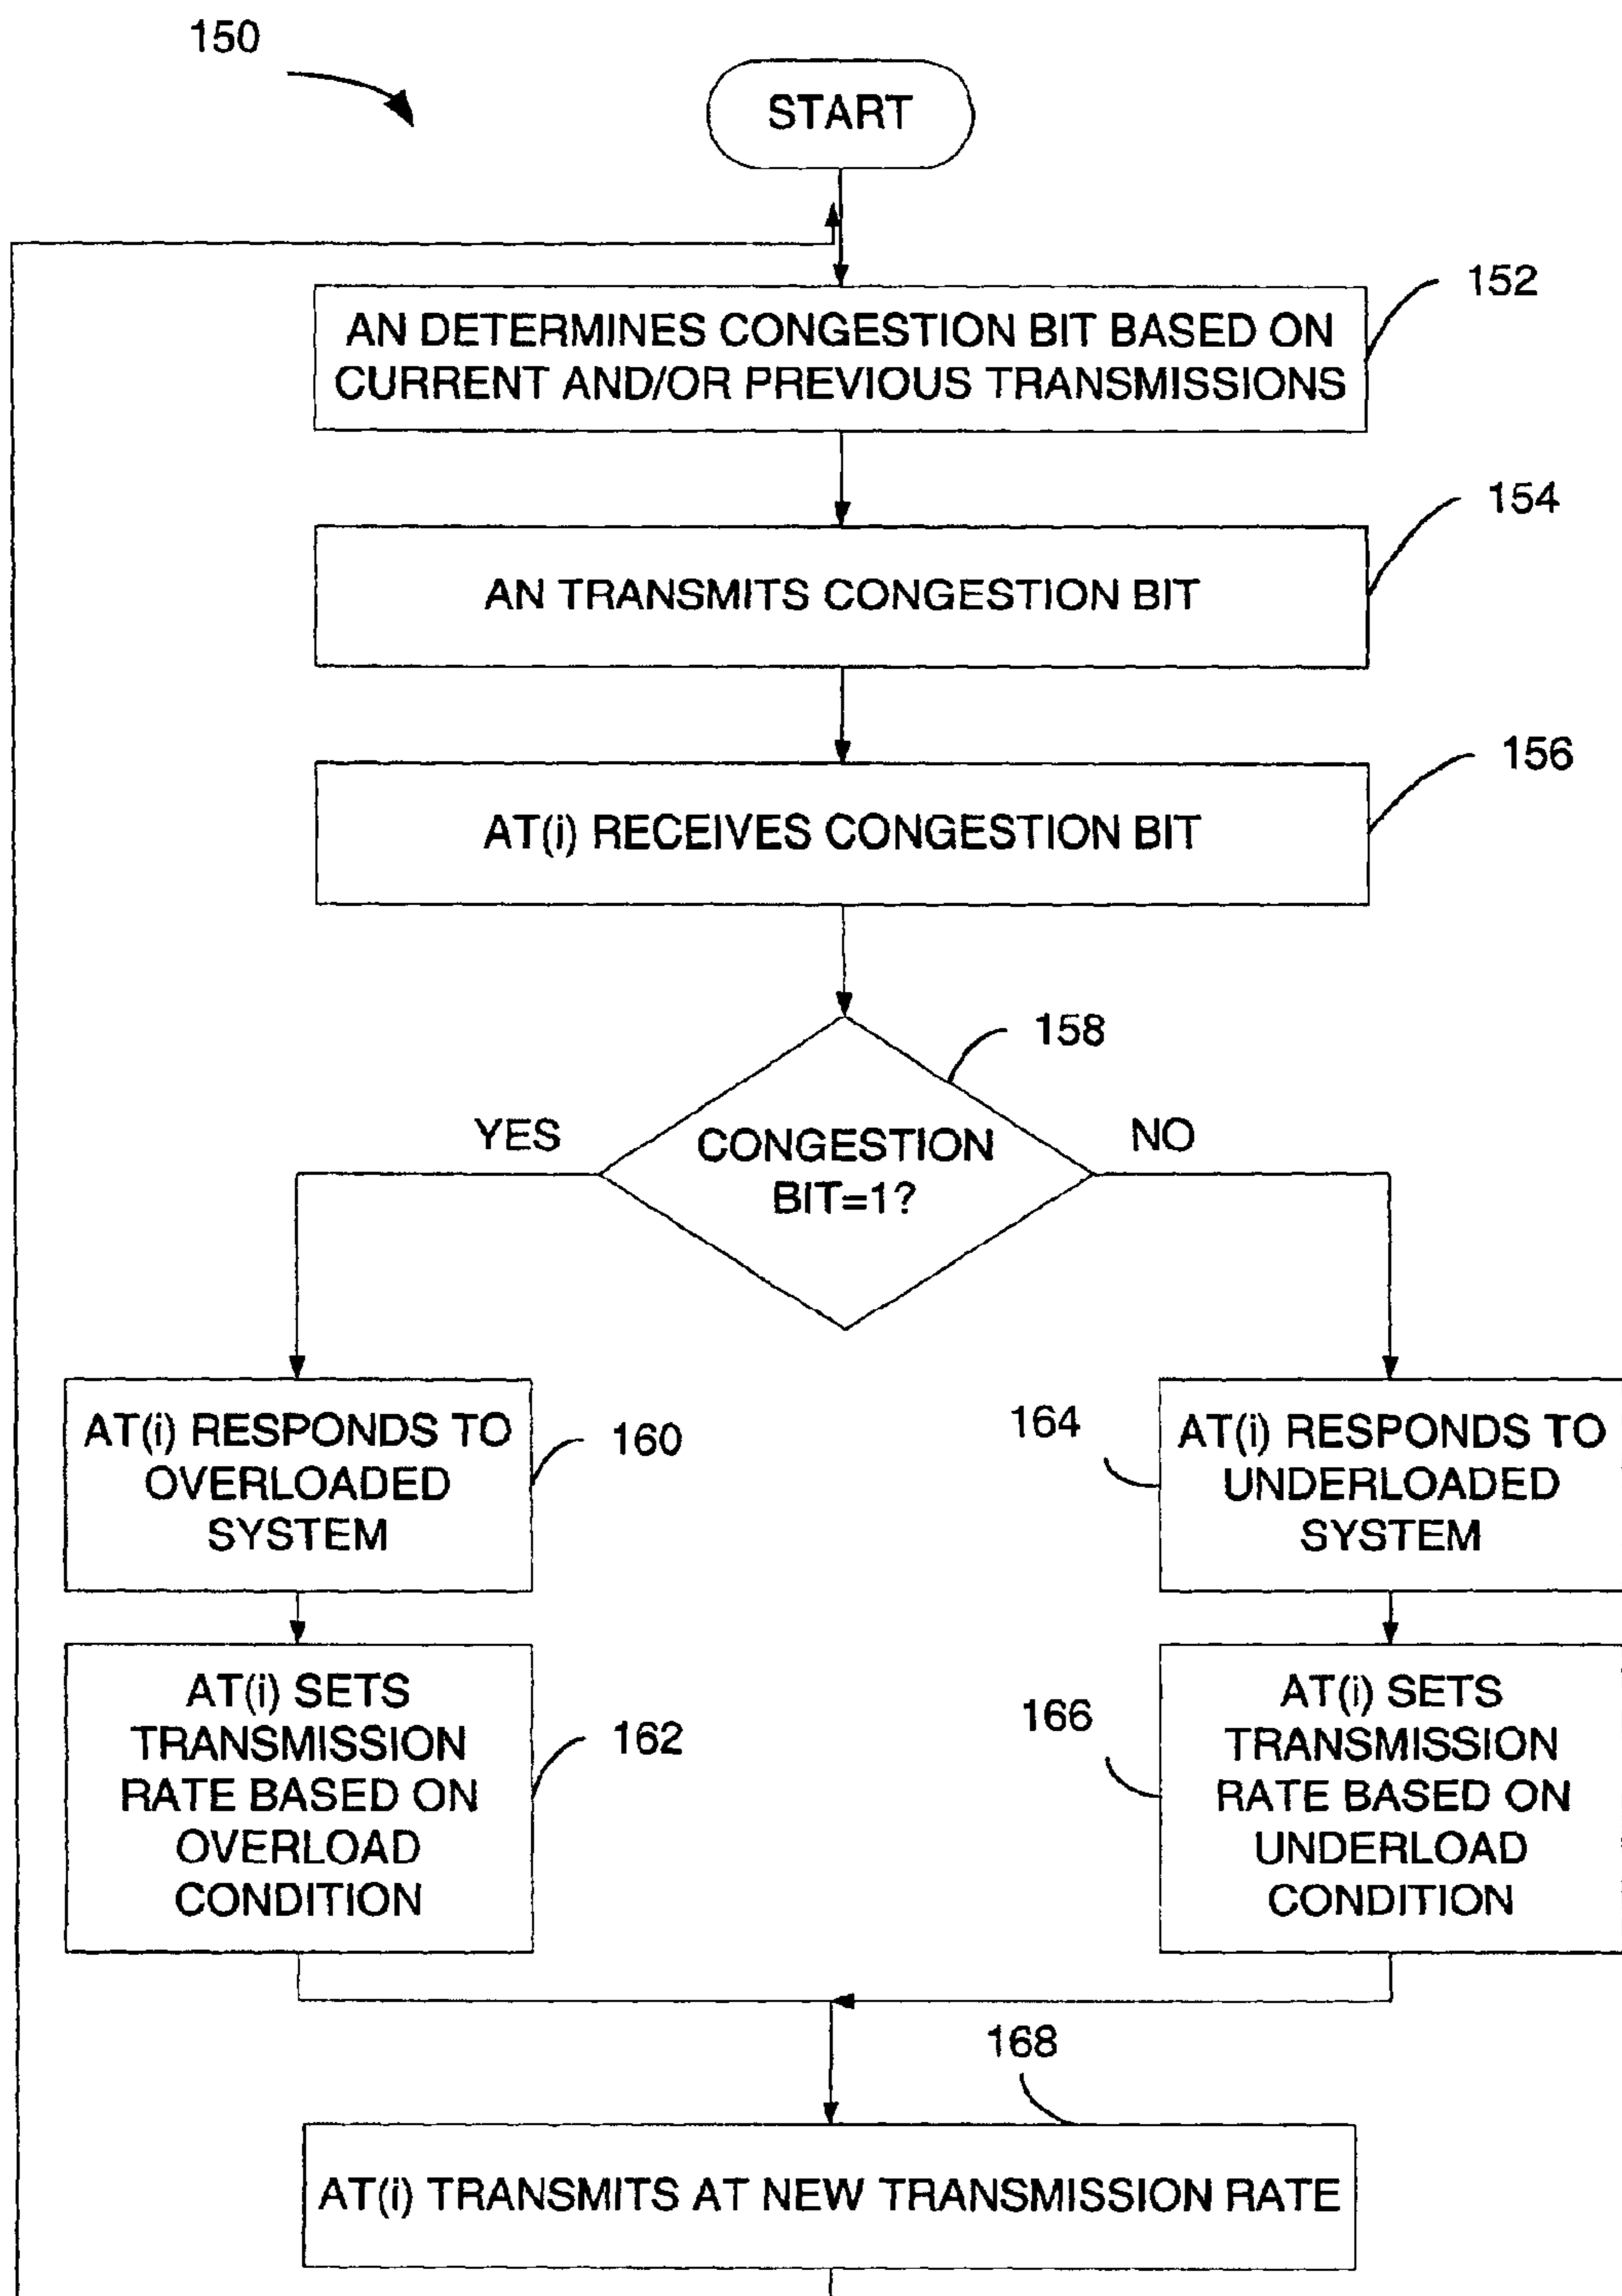 150
START
152
AN DETERMINES CONGESTION BIT BASED ON
CURRENT AND/OR PREVIOUS TRANSMISSIONS
154
AN TRANSMITS CONGESTION BIT
156
AT(i) RECEIVES CONGESTION BIT
158
YES
CONGESTION
BIT=1?
NO
AT(i) RESPONDS TO
OVERLOADED
SYSTEM
160
164
AT(i) RESPONDS TO
UNDERLOADED
SYSTEM
AT(i) SETS
TRANSMISSION
RATE BASED ON
OVERLOAD
CONDITION
162
166
AT(i) SETS
TRANSMISSION
RATE BASED ON
UNDERLOAD
CONDITION
168
AT(i) TRANSMITS AT NEW TRANSMISSION RATE